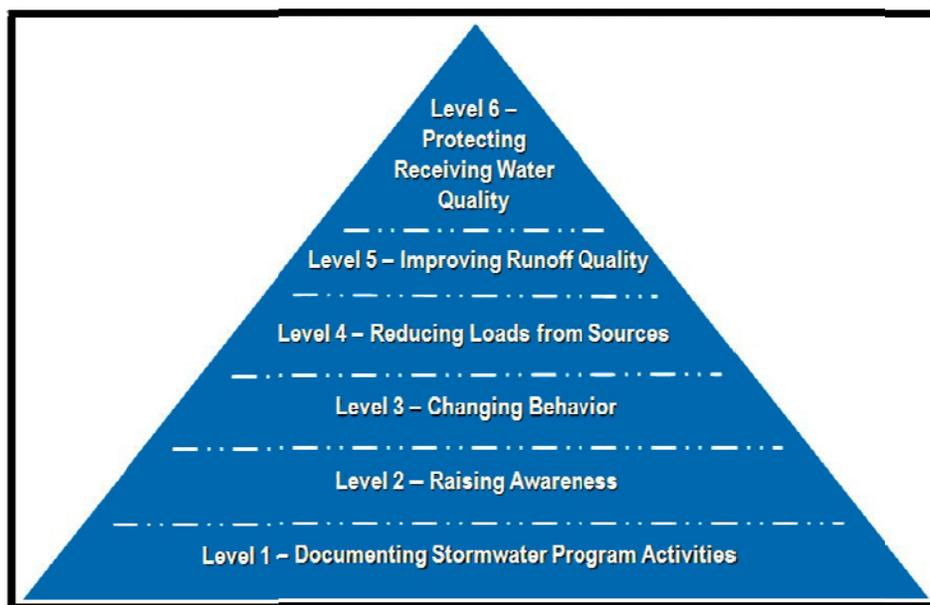 Level 6 –
Protecting
Receiving Water
Quality
Level 5 – Improving Runoff Quality
Level 4 – Reducing Loads from Sources
Level 3 – Changing Behavior
Level 2 – Raising Awareness
Level 1 – Documenting Stormwater Program Activities